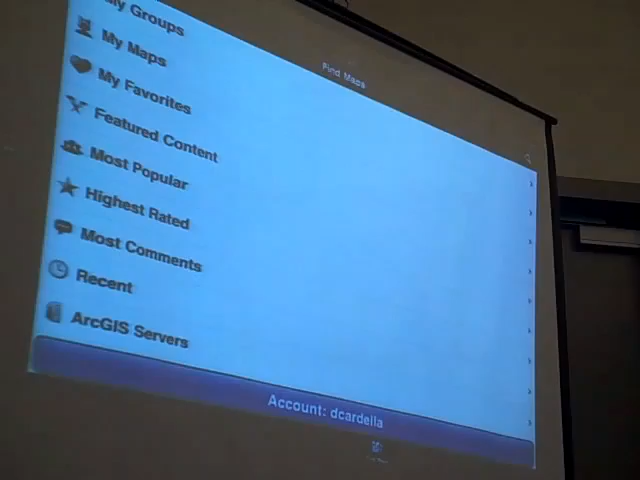 My Groups
Find Maps
My Maps
My Favorites
Featured Content
Most Popular
Highest Rated
Most Comments
Recent
ArcGIS Servers
Account: dcardella